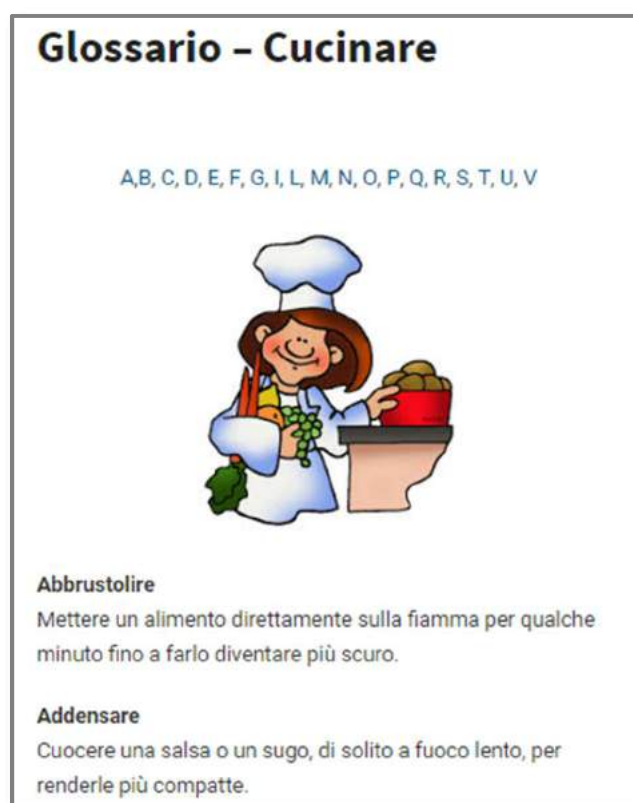 Glossario – Cucinare
A,B, C, D, E, F, G, I, L, M, N, O, P, Q, R, S, T, U, V
Abbrustolire
Mettere un alimento direttamente sulla fiamma per qualche
minuto fino a farlo diventare più scuro.
Addensare
Cuocere una salsa o un sugo, di solito a fuoco lento, per
renderle più compatte.